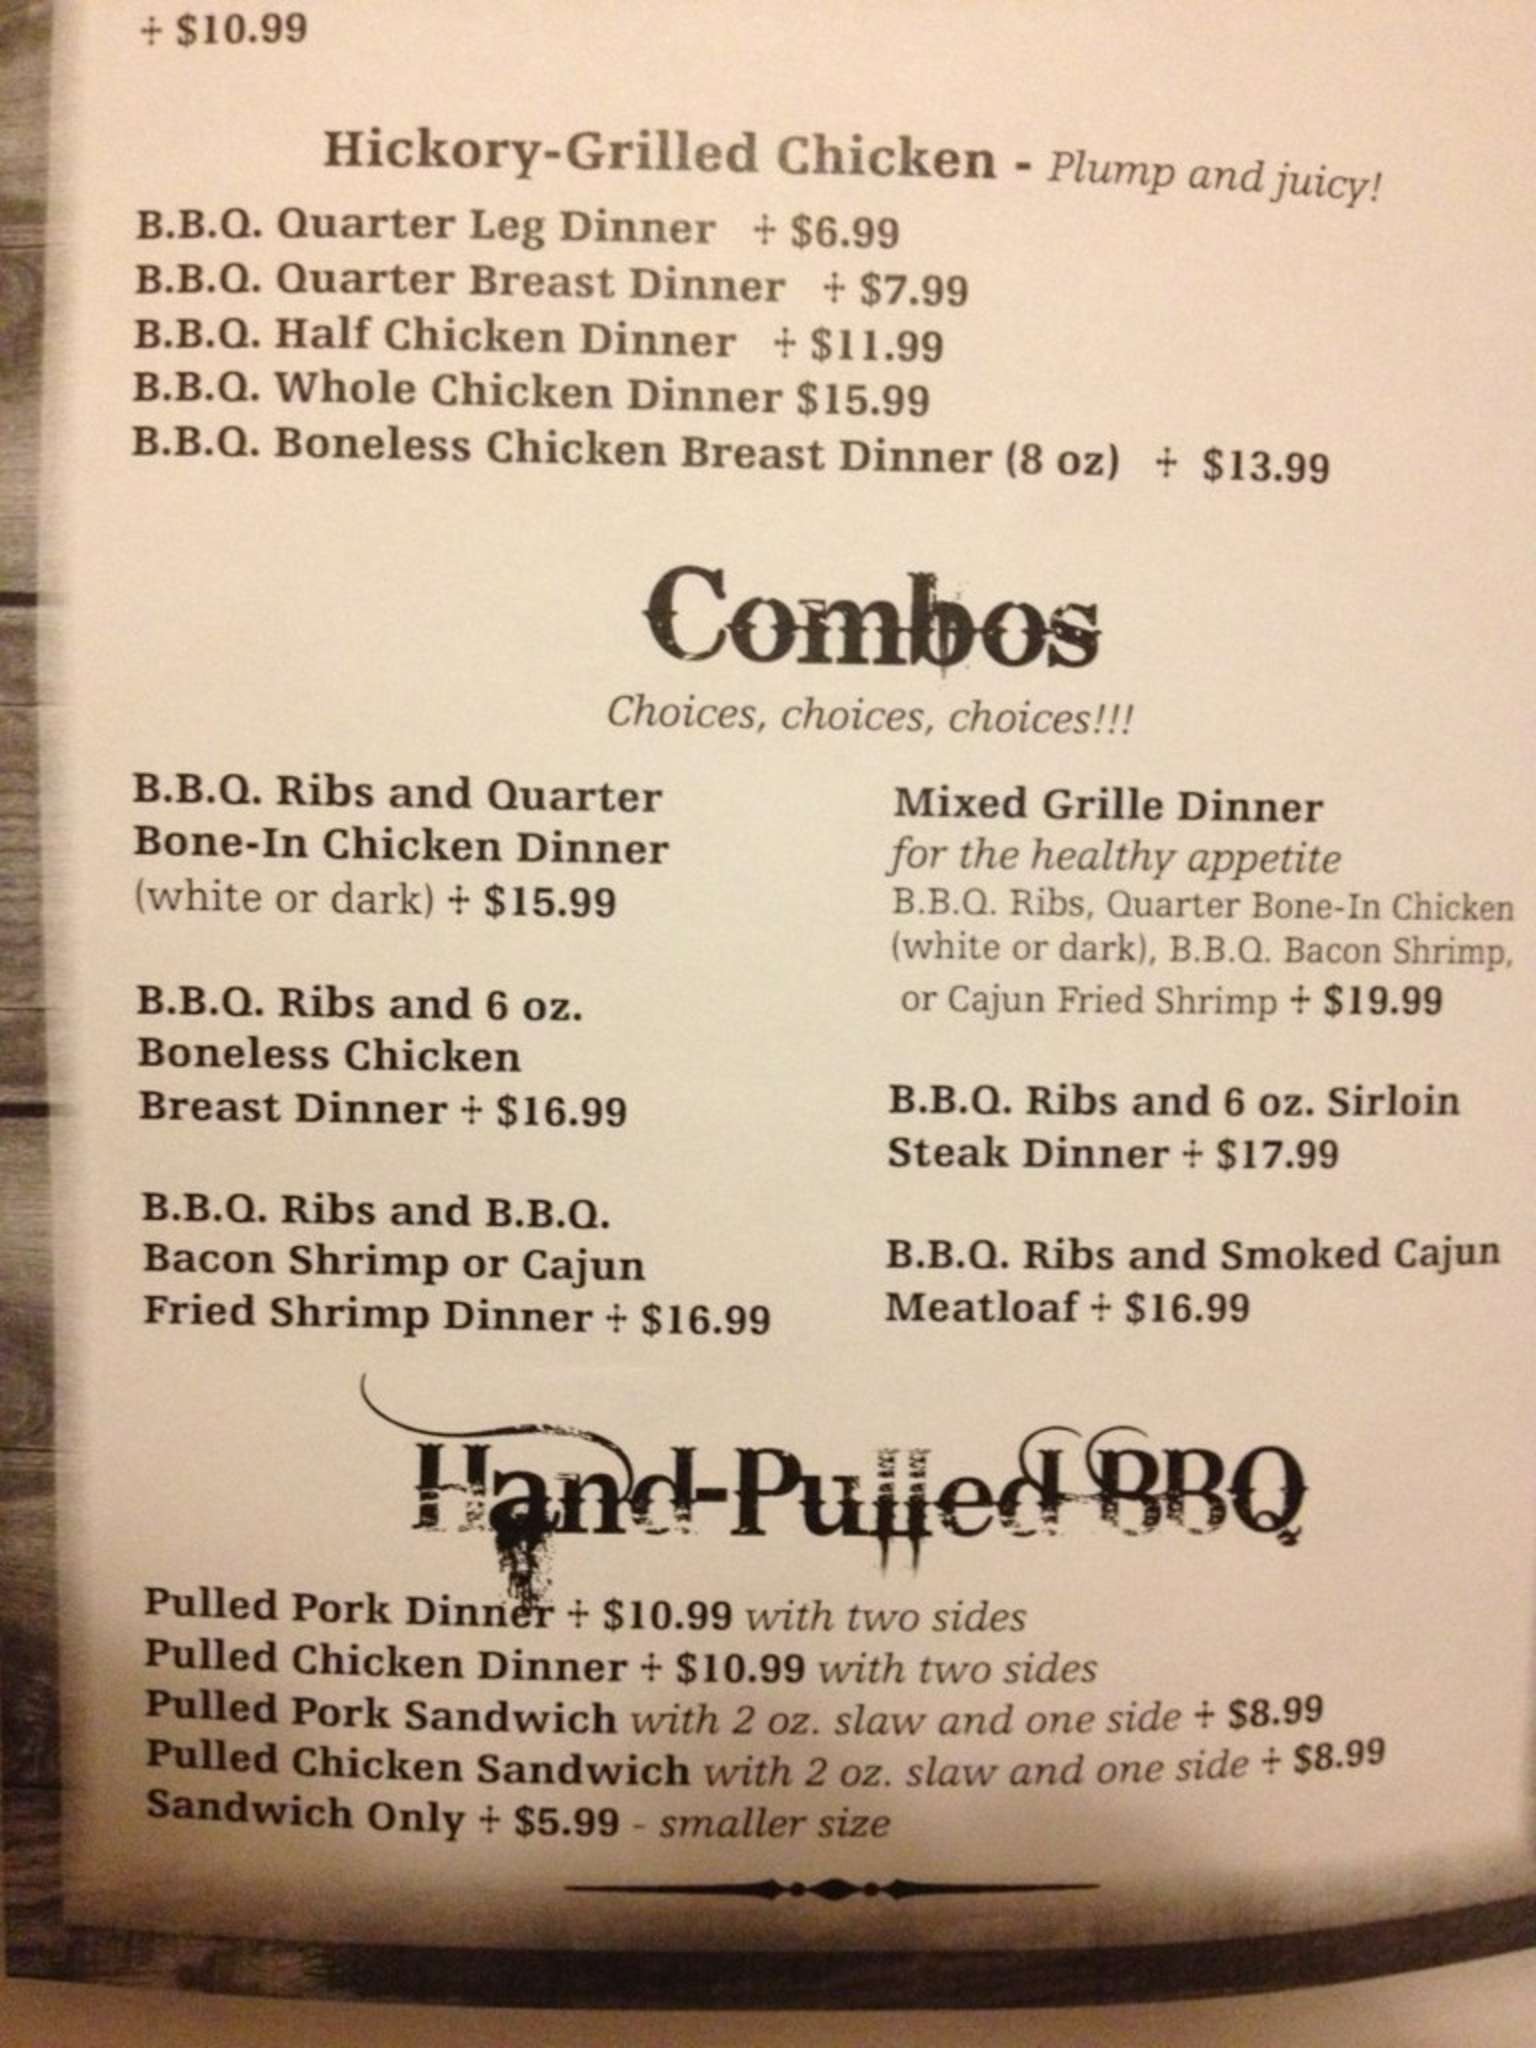 ‡ $10.99
Hickory-Grilled Chicken - Plump and juicy!
B.B.Q. Quarter Leg Dinner ‡ $6.99
B.B.Q. Quarter Breast Dinner ‡ $7.99
B.B.Q. Half Chicken Dinner ‡ $11.99
B.B.Q. Whole Chicken Dinner $15.99
B.B.Q. Boneless Chicken Breast Dinner (8 oz) ‡ $13.99
Combos
Choices, choices, choices!!!
B.B.Q. Ribs and Quarter
Bone-In Chicken Dinner
(white or dark) ‡ $15.99
B.B.Q. Ribs and 6 oz.
Boneless Chicken
Breast Dinner ‡ $16.99
B.B.Q. Ribs and B.B.Q.
Bacon Shrimp or Cajun
Fried Shrimp Dinner ‡ $16.99
Mixed Grille Dinner
for the healthy appetite
B.B.Q. Ribs, Quarter Bone-In Chicken
(white or dark), B.B.Q. Bacon Shrimp,
or Cajun Fried Shrimp ‡ $19.99
B.B.Q. Ribs and 6 oz. Sirloin
Steak Dinner ‡ $17.99
B.B.Q. Ribs and Smoked Cajun
Meatloaf ‡ $16.99
Hand-Pulled BBQ
Pulled Pork Dinner ‡ $10.99 with two sides
Pulled Chicken Dinner ‡ $10.99 with two sides
Pulled Pork Sandwich with 2 oz. slaw and one side ‡ $8.99
Pulled Chicken Sandwich with 2 oz. slaw and one side ‡ $8.99
Sandwich Only ‡ $5.99 - smaller size